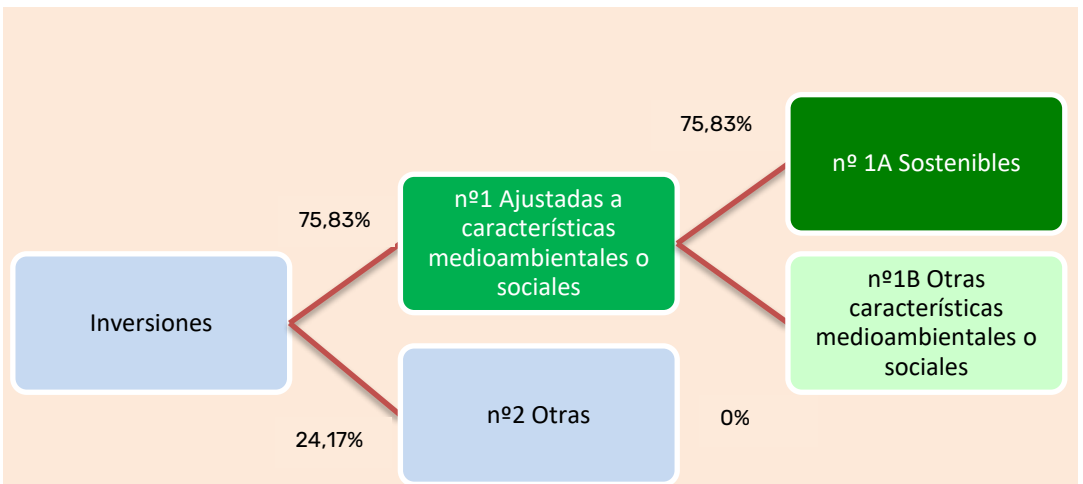 75,83%
nº 1A Sostenibles
75,83%
nº1 Ajustadas a
características
medioambientales o
sociales
Inversiones
nº1B Otras
características
medioambientales o
sociales
nº2 Otras
0%
24,17%